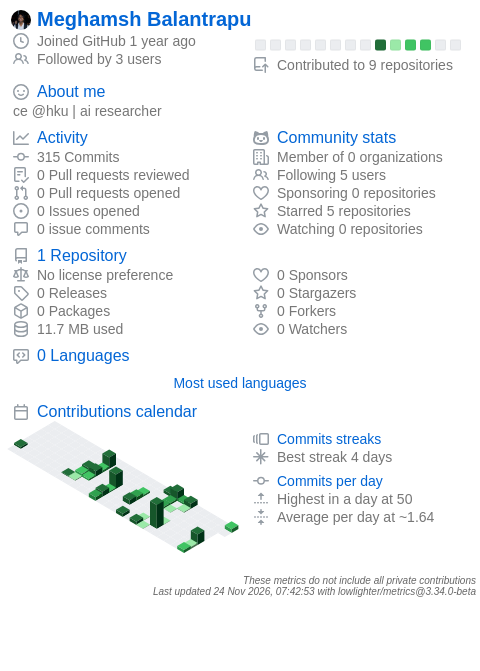 Meghamsh Balantrapu
Joined GitHub 1 year ago
Followed by 3 users
Contributed to 9 repositories
About me
ce @hku | ai researcher
Activity
315 Commits
0 Pull requests reviewed
0 Pull requests opened
0 Issues opened
0 issue comments
Community stats
Member of 0 organizations
Following 5 users
Sponsoring 0 repositories
Starred 5 repositories
Watching 0 repositories
1 Repository
No license preference
0 Releases
0 Packages
11.7 MB used
0 Sponsors
0 Stargazers
0 Forkers
0 Watchers
0 Languages
Most used languages
Contributions calendar
Commits streaks
Best streak 4 days
Commits per day
Highest in a day at 50
Average per day at ~1.64
These metrics do not include all private contributions
Last updated 24 Nov 2026, 07:42:53 with lowlighter/metrics@3.34.0-beta